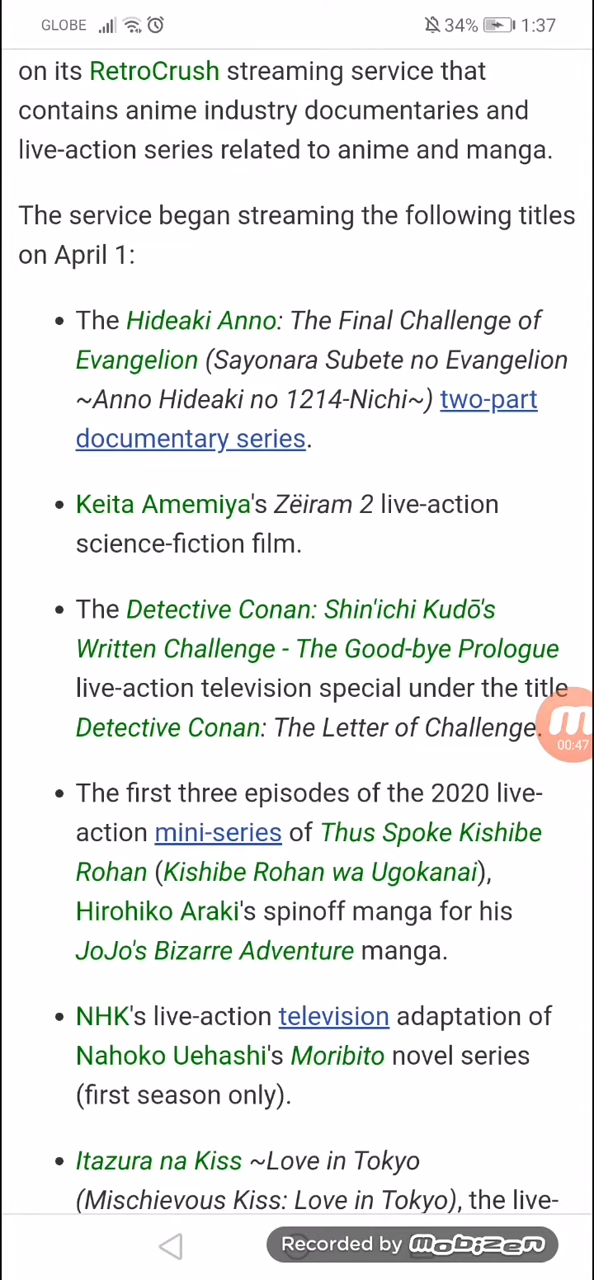 GLOBE 34% 1:37
on its RetroCrush streaming service that
contains anime industry documentaries and
live-action series related to anime and manga.
The service began streaming the following titles
on April 1:
• The Hideaki Anno: The Final Challenge of
Evangelion (Sayonara Subete no Evangelion
~Anno Hideaki no 1214-Nichi~) two-part
documentary series.
• Keita Amemiya's Zëiram 2 live-action
science-fiction film.
• The Detective Conan: Shin'ichi Kudō's
Written Challenge - The Good-bye Prologue
live-action television special under the title
Detective Conan: The Letter of Challenge.
00:47
• The first three episodes of the 2020 live-
action mini-series of Thus Spoke Kishibe
Rohan (Kishibe Rohan wa Ugokanai),
Hirohiko Araki's spinoff manga for his
JoJo's Bizarre Adventure manga.
• NHK's live-action television adaptation of
Nahoko Uehashi's Moribito novel series
(first season only).
• Itazura na Kiss ~Love in Tokyo
(Mischievous Kiss: Love in Tokyo), the live-
Recorded by mobizen